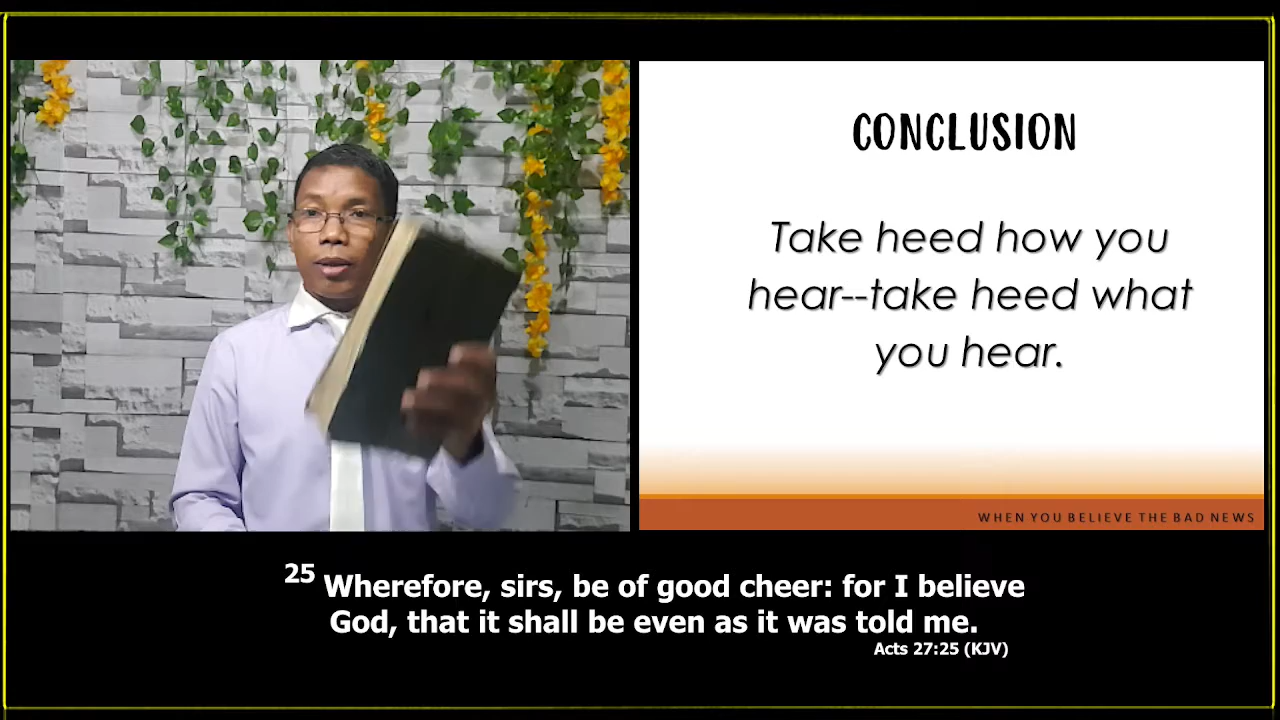 CONCLUSION
Take heed how you
hear--take heed what
you hear.
WHEN YOU BELIEVE THE BAD NEWS
25 Wherefore, sirs, be of good cheer: for I believe
God, that it shall be even as it was told me.
Acts 27:25 (KJV)